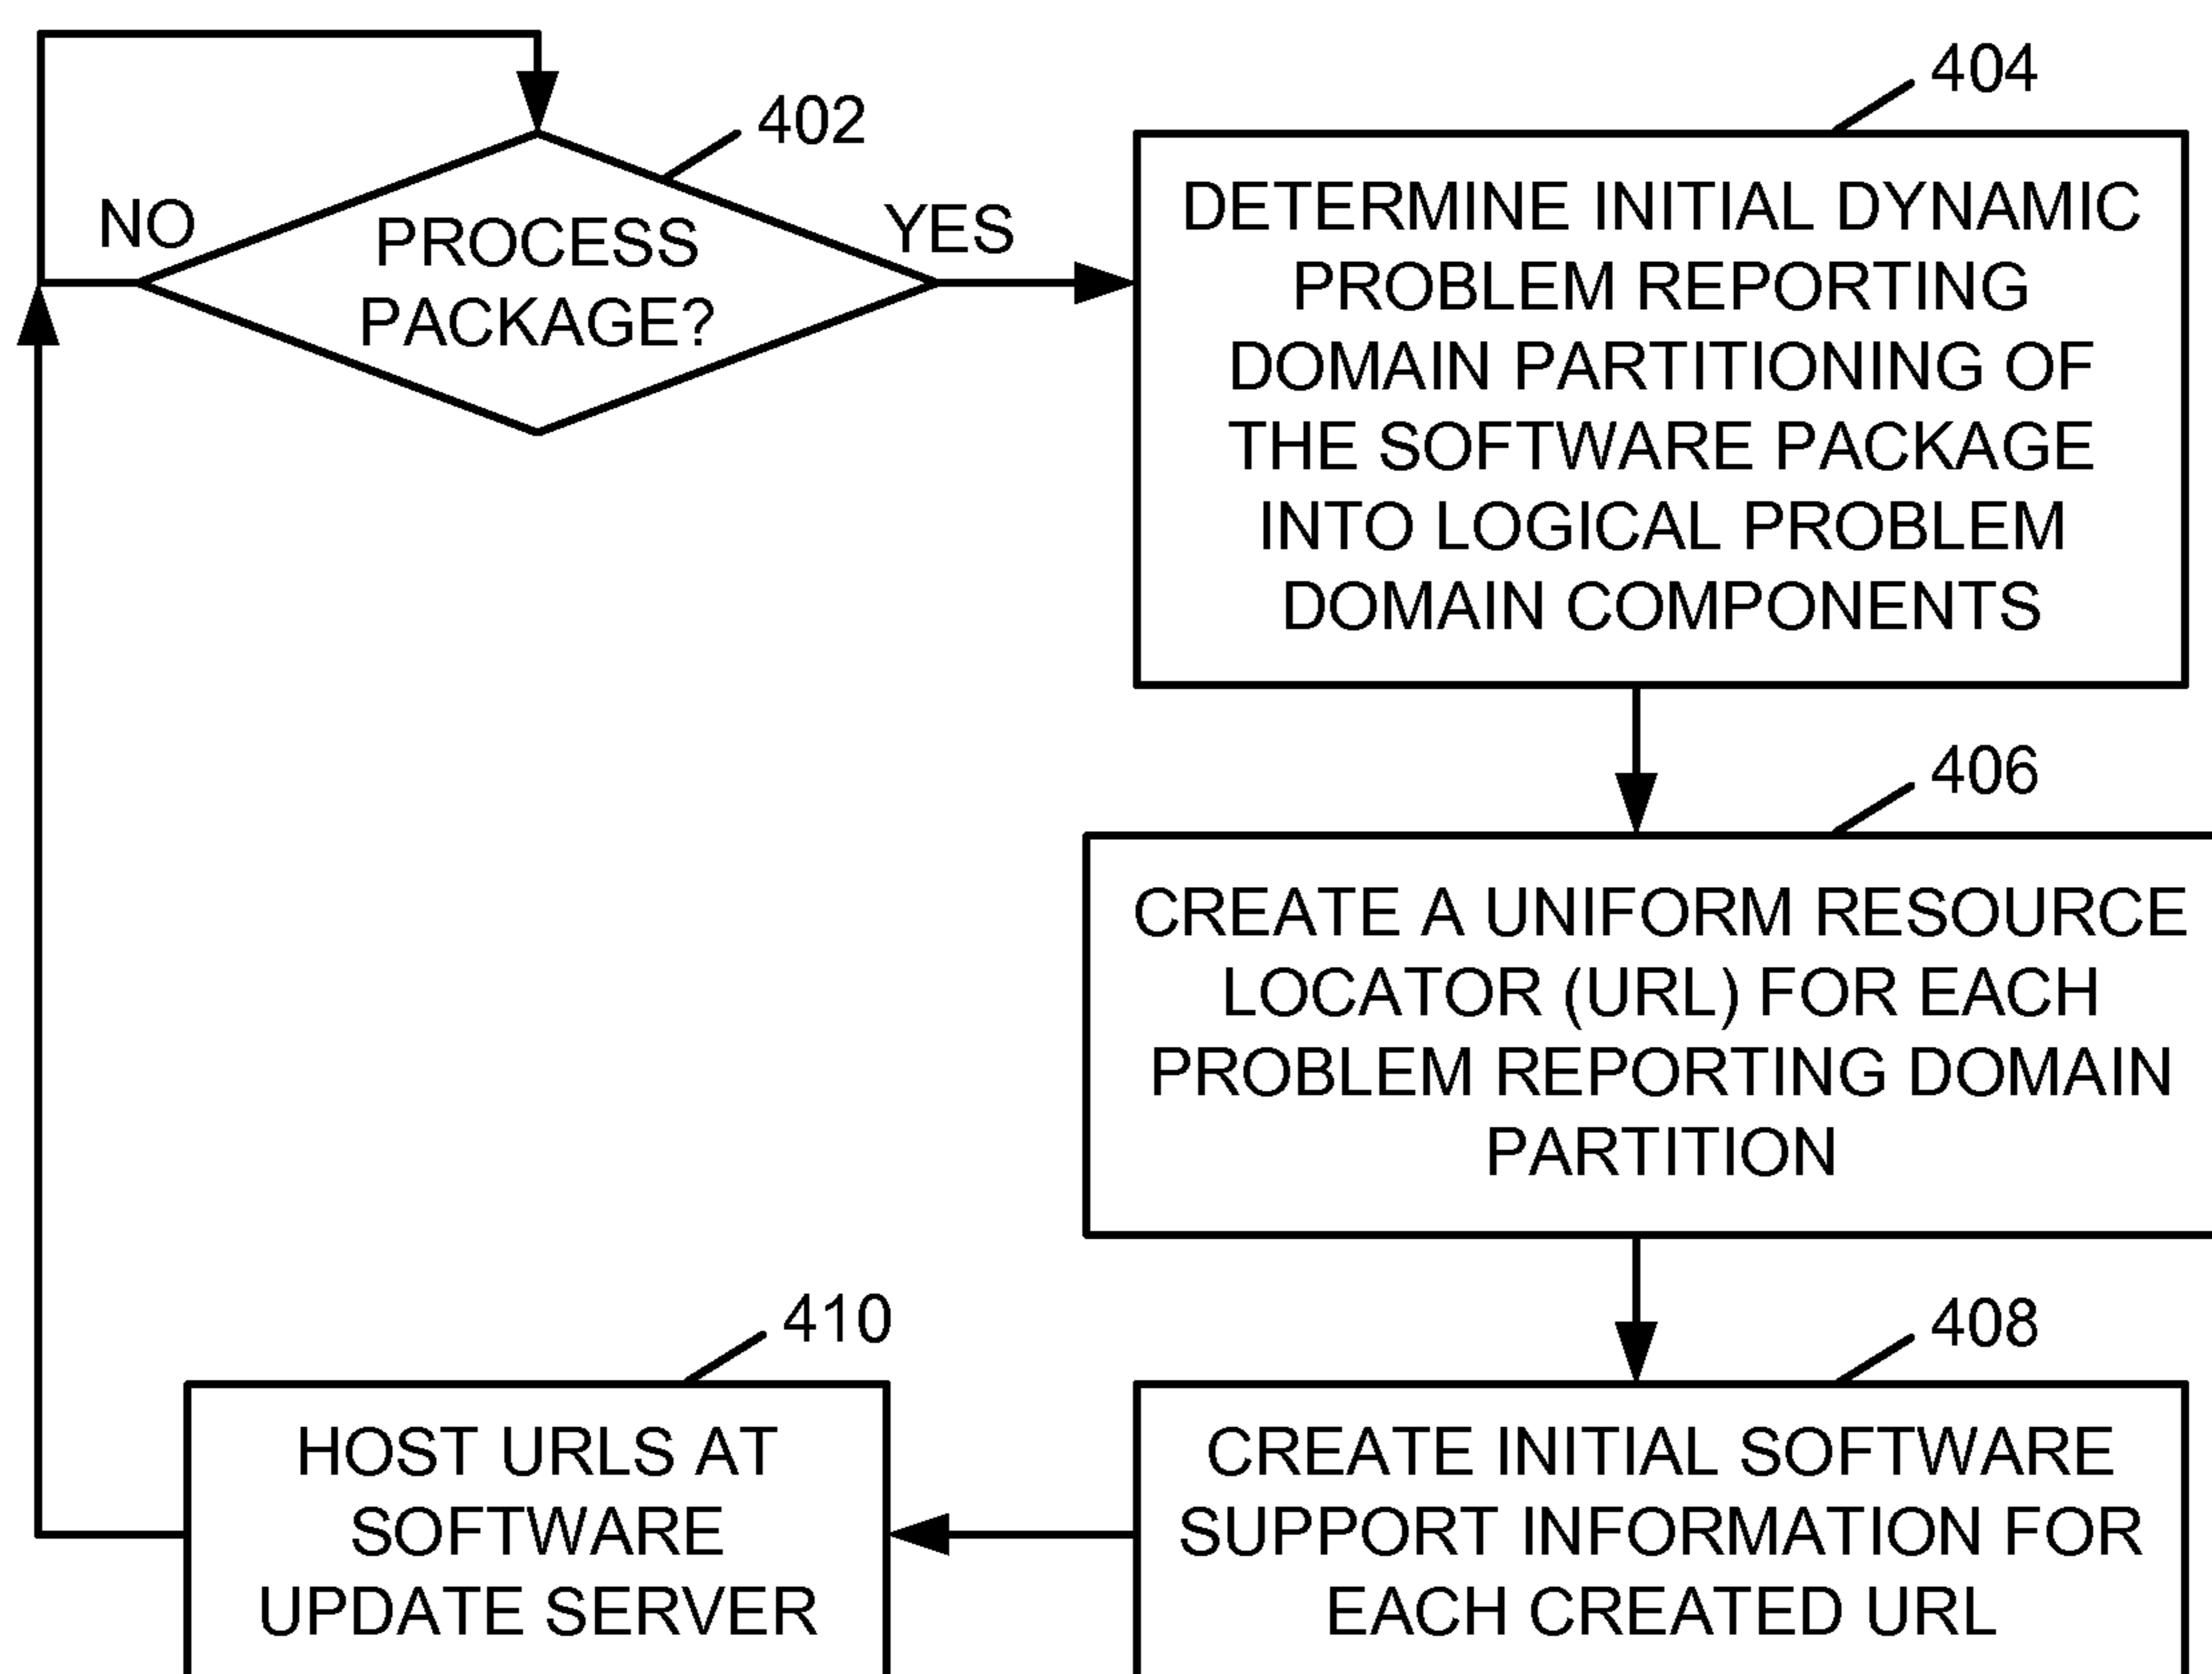 402
NO
PROCESS
PACKAGE?
YES
404
DETERMINE INITIAL DYNAMIC
PROBLEM REPORTING
DOMAIN PARTITIONING OF
THE SOFTWARE PACKAGE
INTO LOGICAL PROBLEM
DOMAIN COMPONENTS
406
CREATE A UNIFORM RESOURCE
LOCATOR (URL) FOR EACH
PROBLEM REPORTING DOMAIN
PARTITION
408
CREATE INITIAL SOFTWARE
SUPPORT INFORMATION FOR
EACH CREATED URL
410
HOST URLS AT
SOFTWARE
UPDATE SERVER